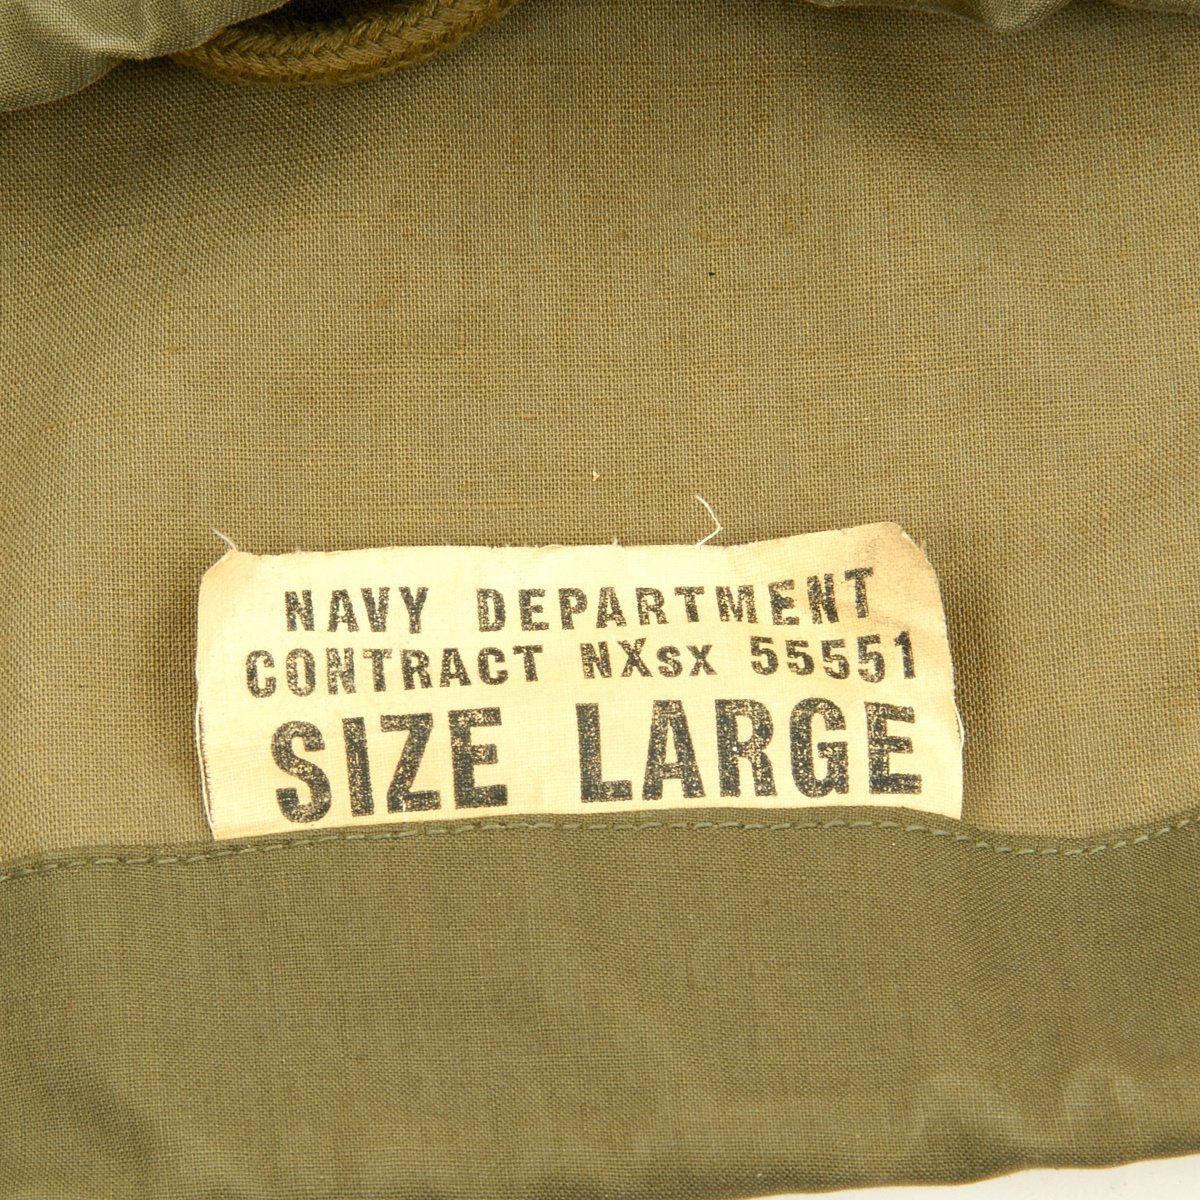 NAVY DEPARTMENT
CONTRACT NXsx 55551
SIZE LARGE